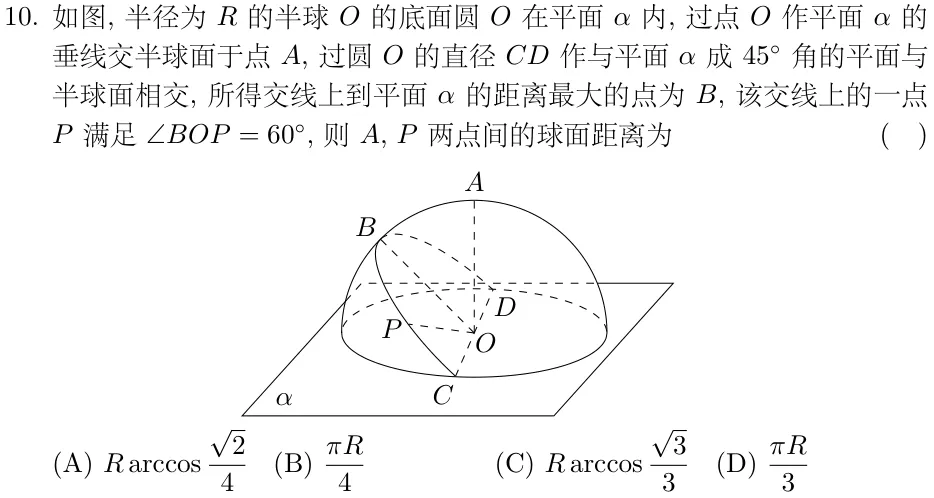 10. 如图, 半径为 R 的半球 O 的底面圆 O 在平面 α 内, 过点 O 作平面 α 的
垂线交半球面于点 A, 过圆 O 的直径 CD 作与平面 α 成 45° 角的平面与
半球面相交, 所得交线上到平面 α 的距离最大的点为 B, 该交线上的一点
P 满足 ∠BOP = 60°, 则 A, P 两点间的球面距离为 ( )
A
B
D
P
O
C
α
(A) R arccos √2/4 (B) πR/4 (C) R arccos √3/3 (D) πR/3